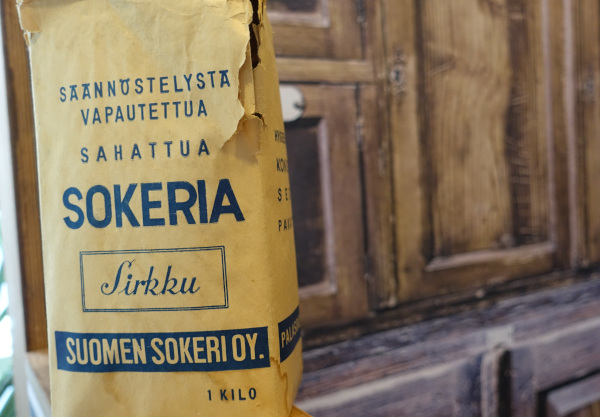 SÄÄNNÖSTELYSTÄ
VAPAUTETTUA
SAHATTUA
SOKERIA
Sirkku
SUOMEN SOKERI OY.
1 KILO